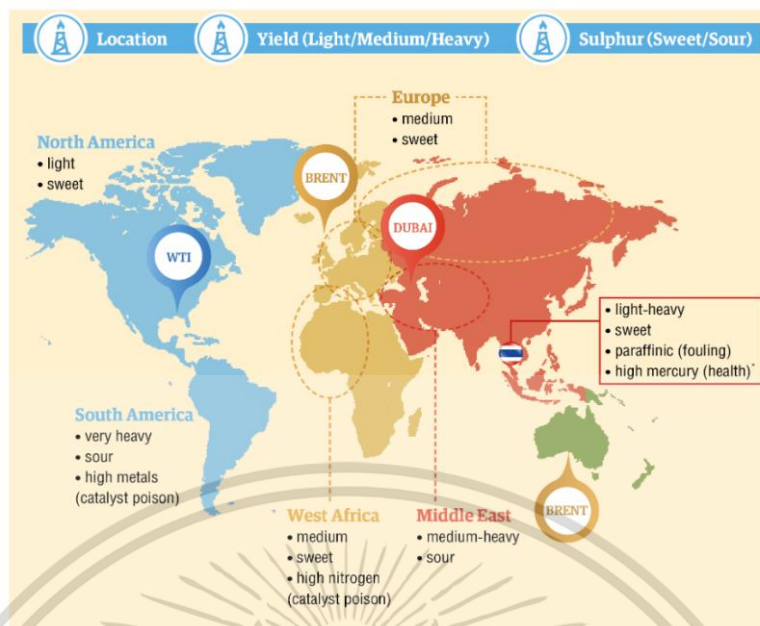 Location
Yield (Light/Medium/Heavy)
Sulphur (Sweet/Sour)
Europe
• medium
• sweet
North America
• light
• sweet
BRENT
DUBAI
WTI
• light-heavy
• sweet
• paraffinic (fouling)
• high mercury (health)*
South America
• very heavy
• sour
• high metals
(catalyst poison)
West Africa
• medium
• sweet
• high nitrogen
(catalyst poison)
Middle East
• medium-heavy
• sour
BRENT